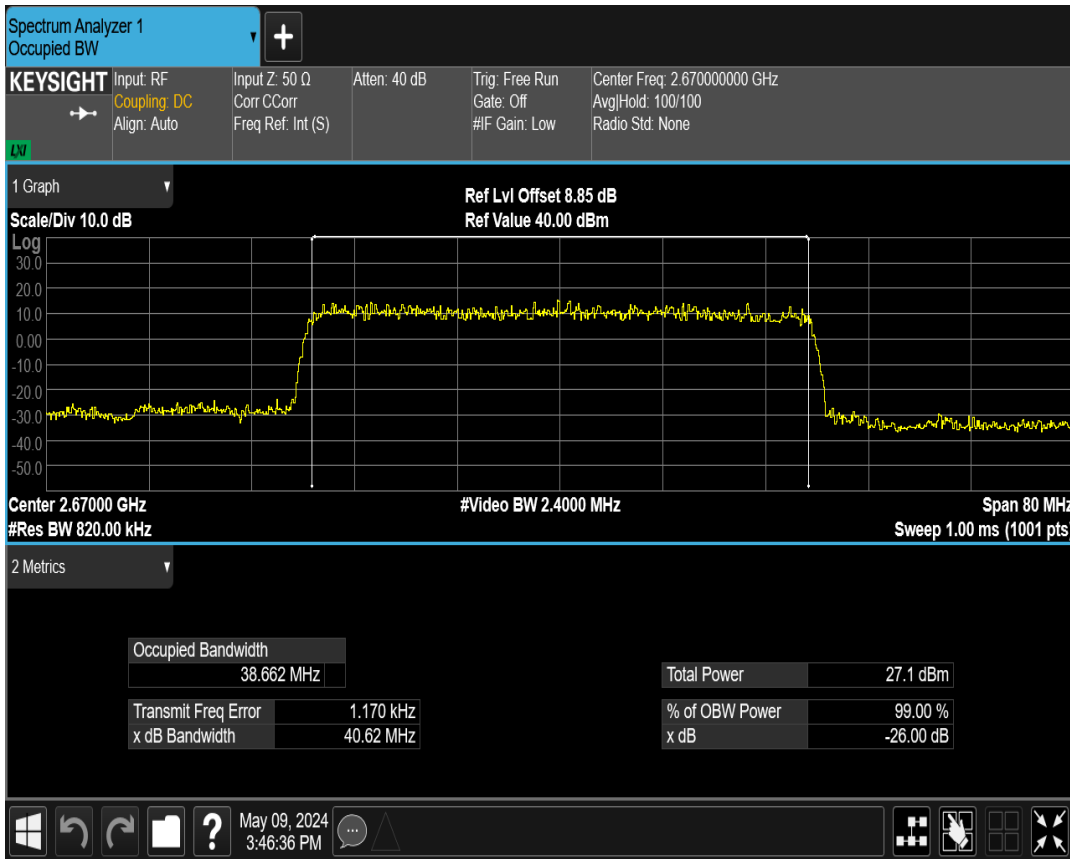 Spectrum Analyzer 1
Occupied BW
KEYSIGHT
LXI
Input: RF
Coupling: DC
Align: Auto
Input Z: 50 Ω
Corr CCorr
Freq Ref: Int (S)
Atten: 40 dB
Trig: Free Run
Gate: Off
#IF Gain: Low
Center Freq: 2.670000000 GHz
Avg|Hold: 100/100
Radio Std: None
1 Graph
Scale/Div 10.0 dB
Ref Lvl Offset 8.85 dB
Ref Value 40.00 dBm
Log
30.0
20.0
10.0
0.00
-10.0
-20.0
-30.0
-40.0
-50.0
Center 2.67000 GHz
#Video BW 2.4000 MHz
Span 80 MHz
#Res BW 820.00 kHz
Sweep 1.00 ms (1001 pts)
2 Metrics
Occupied Bandwidth
38.662 MHz
Total Power 27.1 dBm
Transmit Freq Error 1.170 kHz
% of OBW Power 99.00 %
x dB Bandwidth 40.62 MHz
x dB -26.00 dB
?
May 09, 2024
3:46:36 PM